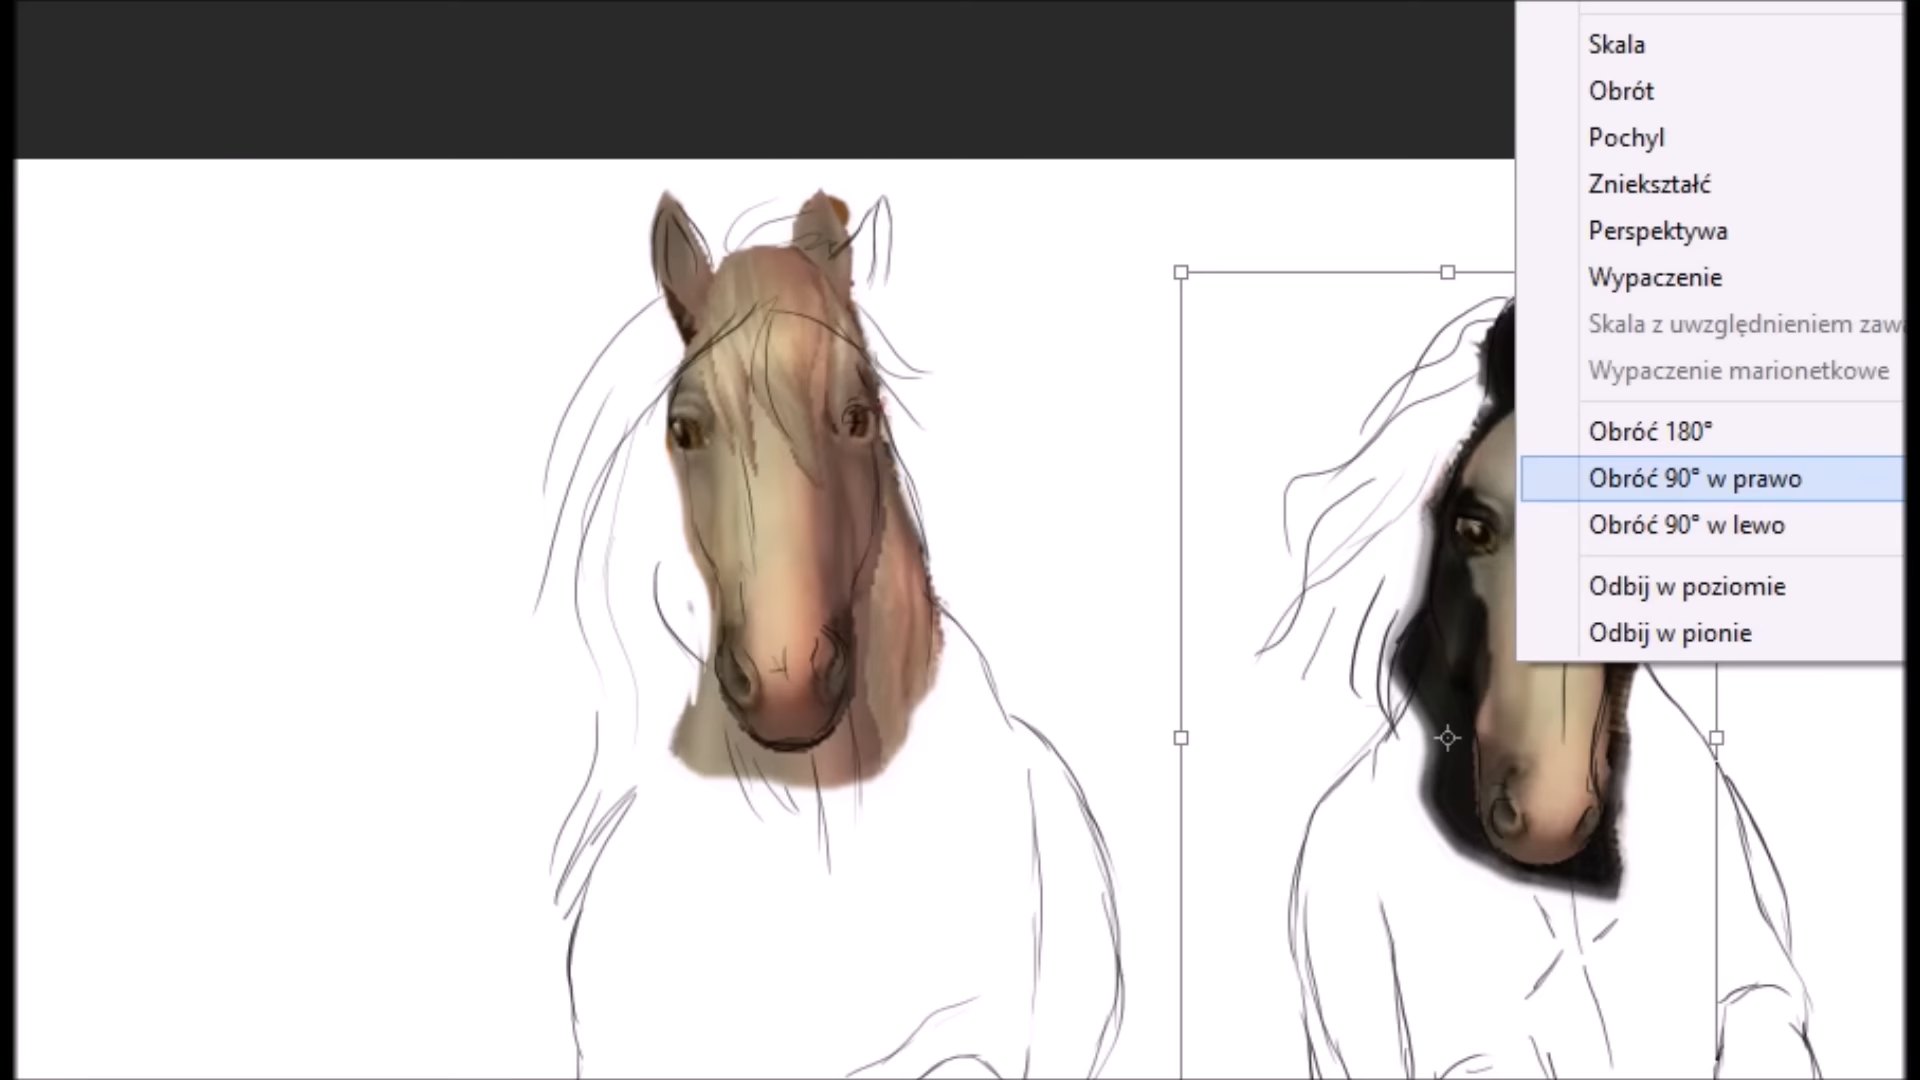 Skala
Obrót
Pochyl
Zniekształć
Perspektywa
Wypaczenie
Skala z uwzględnieniem
Wypaczenie marionetkowe
Obróć 180°
Obróć 90° w prawo
Obróć 90° w lewo
Odbij w poziomie
Odbij w pionie